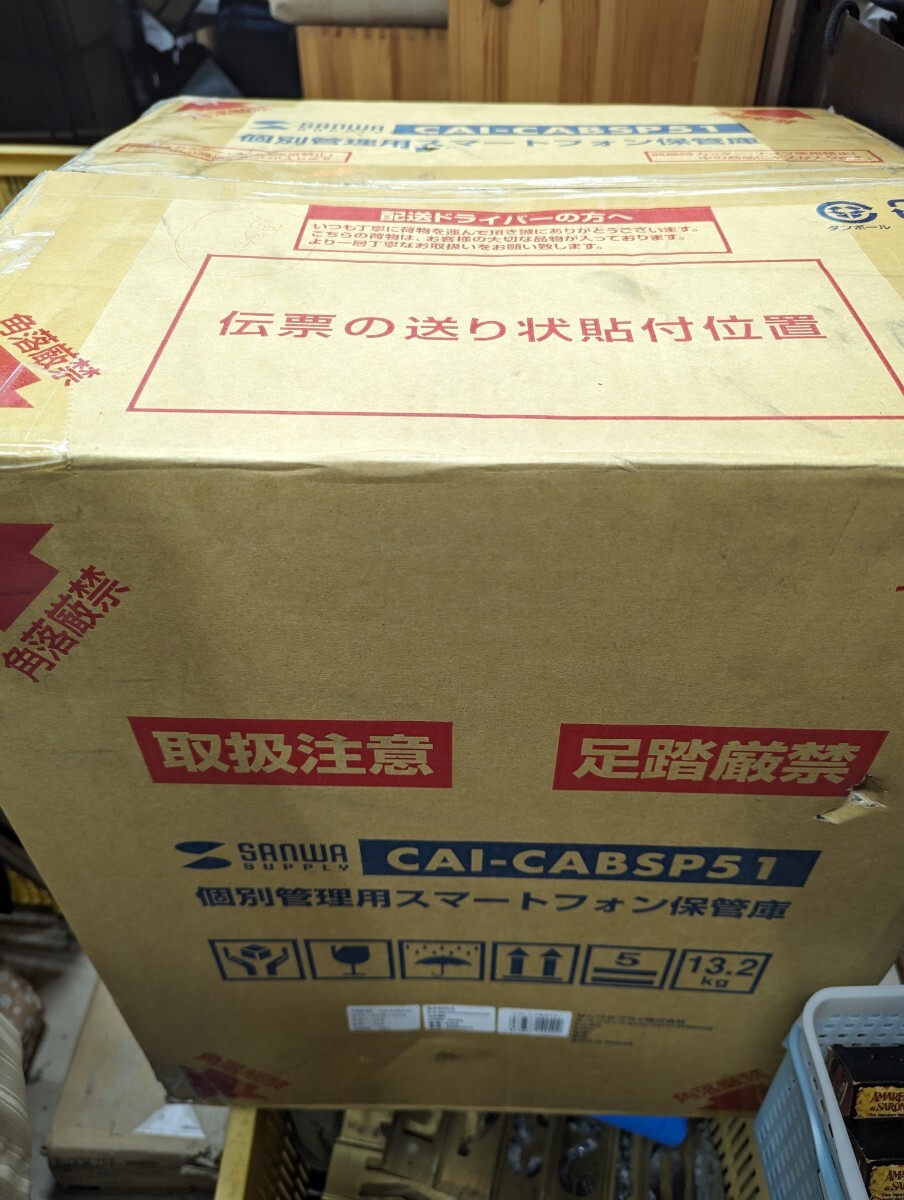 SANWA SUPPLY CAI-CABSP51
個別管理用スマートフォン保管庫
配送ドライバーの方へ
いつも丁寧に荷物を運んで頂き誠にありがとうございます。
こちらの荷物は、お客様の大切な品物が入っております。
より一層丁寧なお取扱いをお願い致します。
ダンボール
伝票の送り状貼付位置
角落厳禁
角落厳禁
取扱注意
足踏厳禁
SANWA SUPPLY CAI-CABSP51
個別管理用スマートフォン保管庫
5
13.2
kg
角落厳禁
角落厳禁